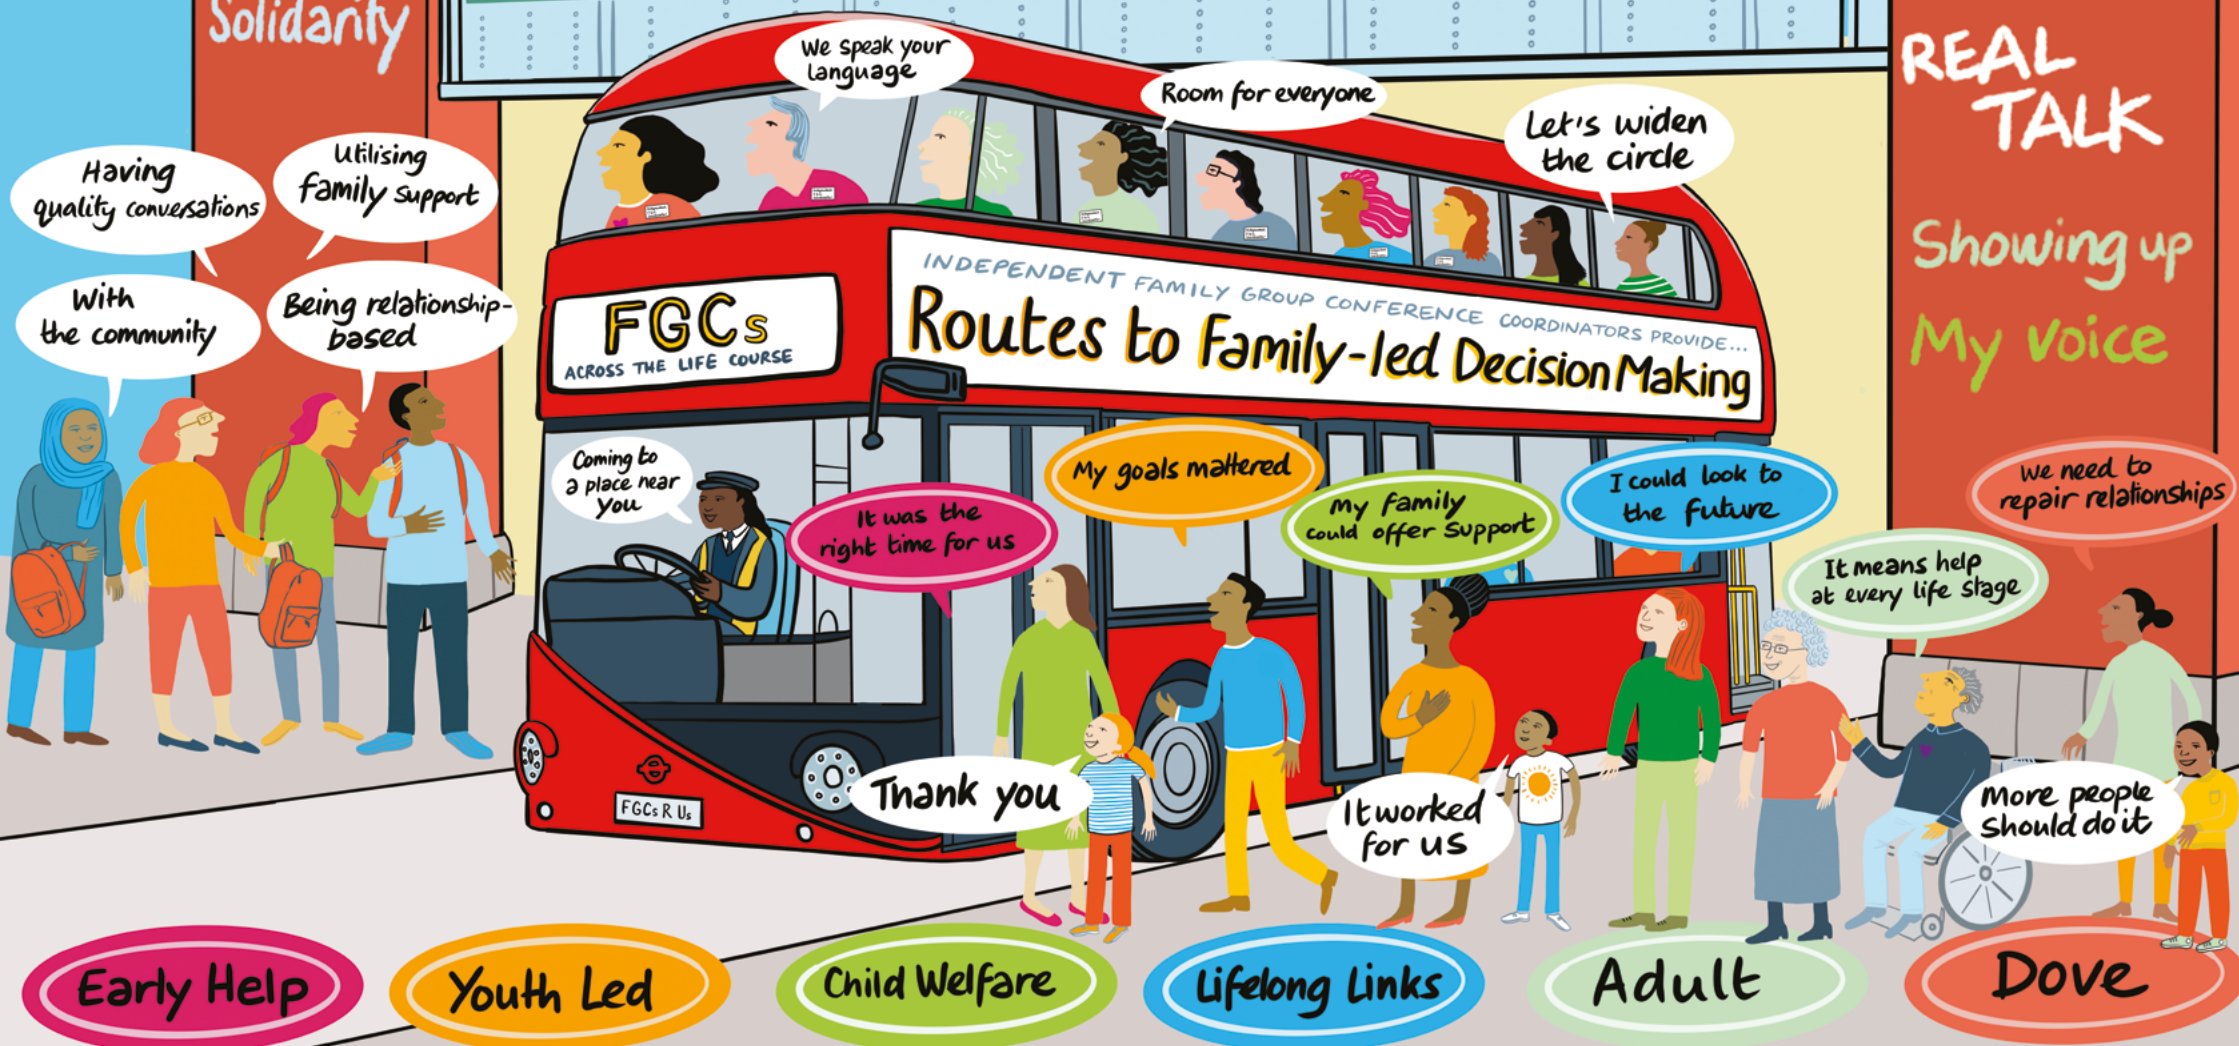 Solidarity
We speak your
language
Room for everyone
Let's widen
the circle
REAL
TALK
Showing up
My voice
Having
quality conversations
Utilising
family support
With
the community
Being relationship-
based
INDEPENDENT FAMILY GROUP CONFERENCE COORDINATORS PROVIDE...
Routes to Family-led Decision Making
FGCs
ACROSS THE LIFE COURSE
Coming to
a place near
you
It was the
right time for us
My goals mattered
My family
could offer support
I could look to
the future
It means help
at every life stage
We need to
repair relationships
Thank you
It worked
for us
More people
should do it
FGCs R Us
Early Help
Youth Led
Child Welfare
Lifelong Links
Adult
Dove